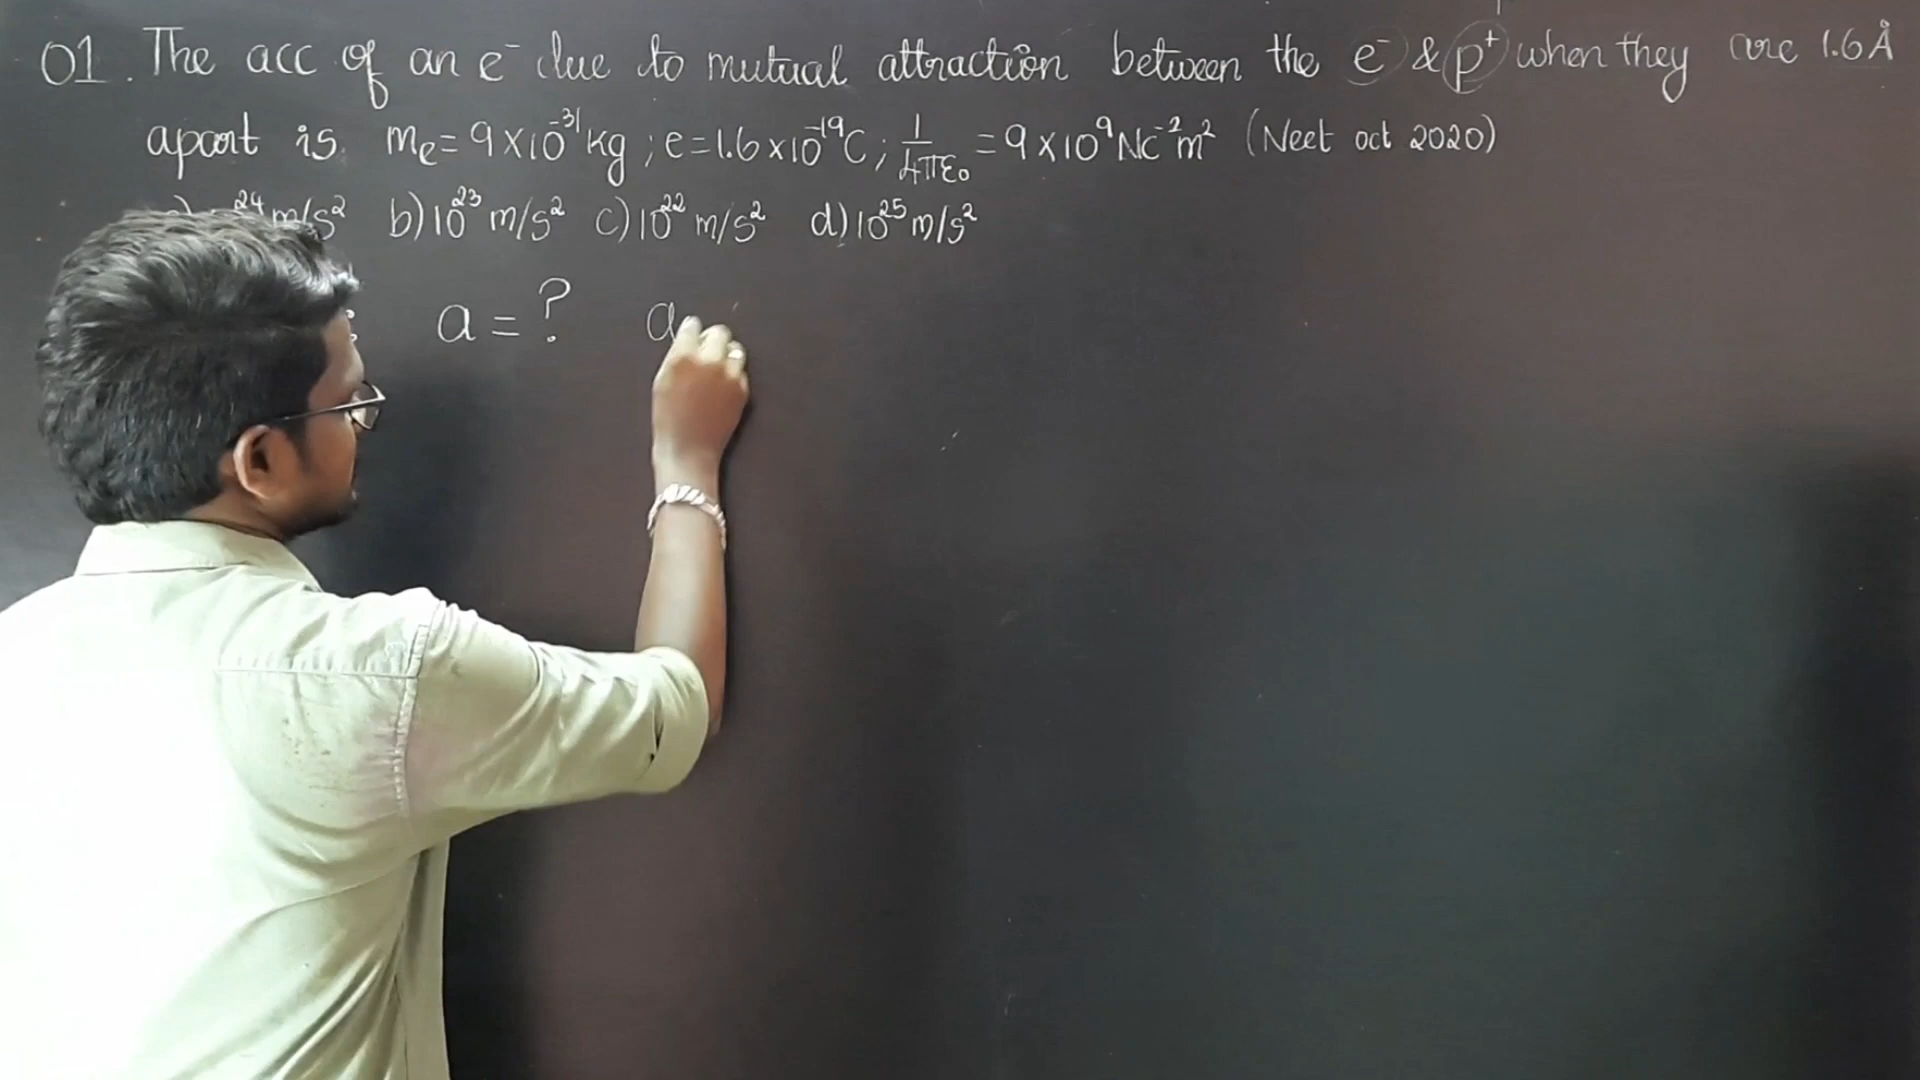 01. The acc of an e⁻ due to mutual attraction between the e⁻ & p⁺ when they are 1.6 Å
apart is. mₑ = 9 × 10⁻³¹ kg ; e = 1.6 × 10⁻¹⁹ C ; 1/4πε₀ = 9 × 10⁹ Nc⁻²m² (Neet oct 2020)
²⁴ m/s² b) 10²³ m/s² c) 10²² m/s² d) 10²⁵ m/s²
: a = ? a